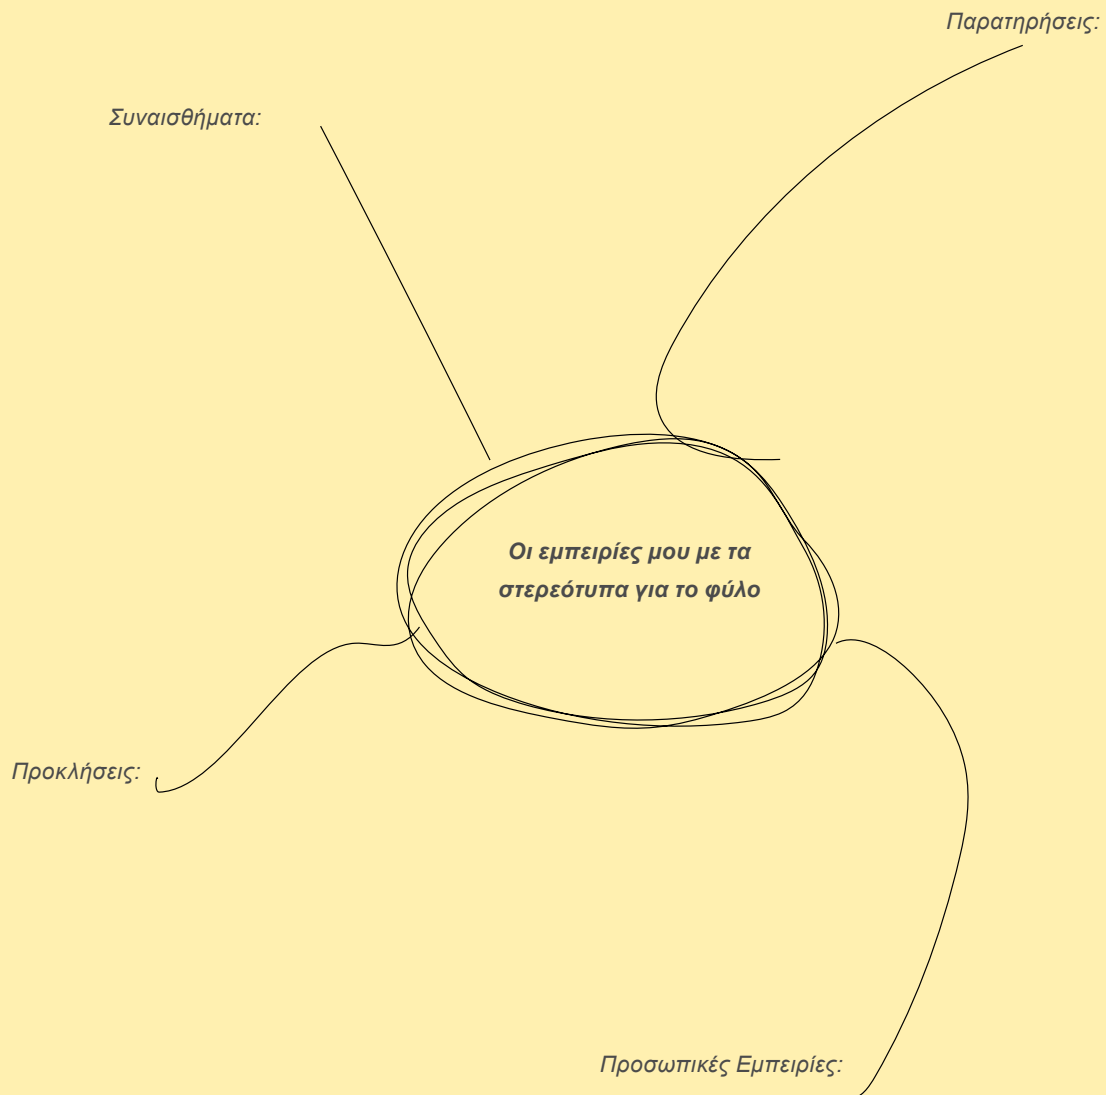 Παρατηρήσεις:
Συναισθήματα:
Οι εμπειρίες μου με τα
στερεότυπα για το φύλο
Προκλήσεις:
Προσωπικές Εμπειρίες: